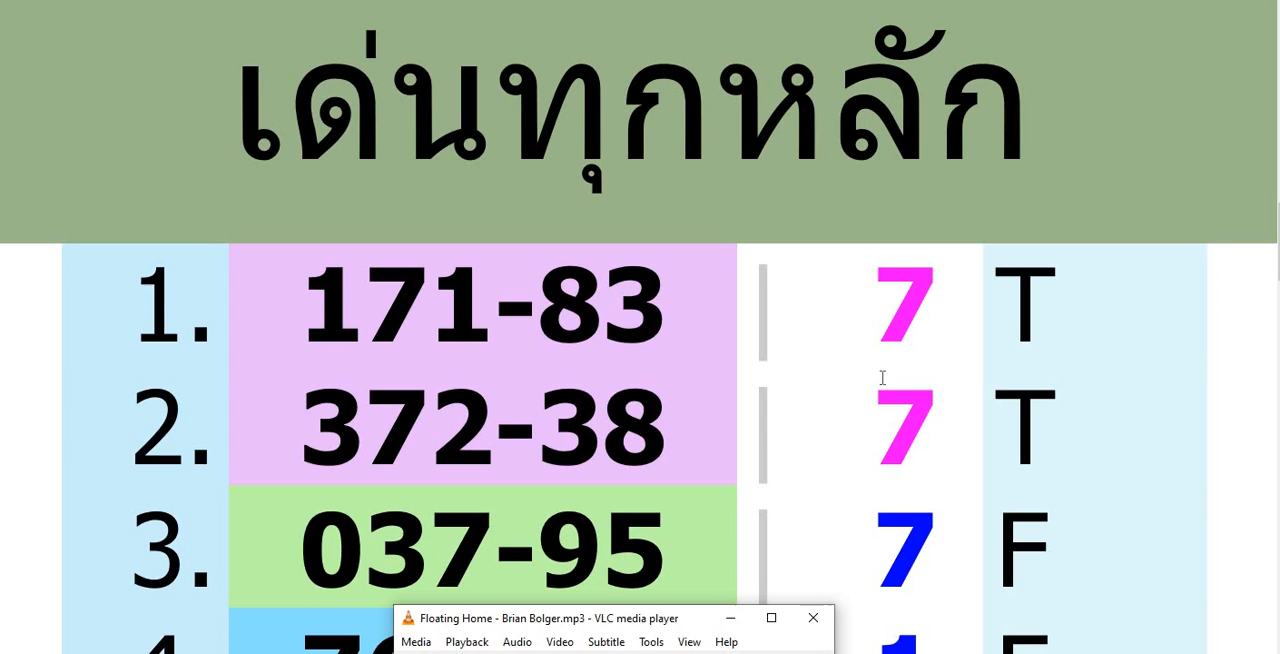 เด่นทุกหลัก
1. 171-83 7 T
2. 372-38 7 T
3. 037-95 7 F
Floating Home - Brian Bolger.mp3 - VLC media player
Media Playback Audio Video Subtitle Tools View Help